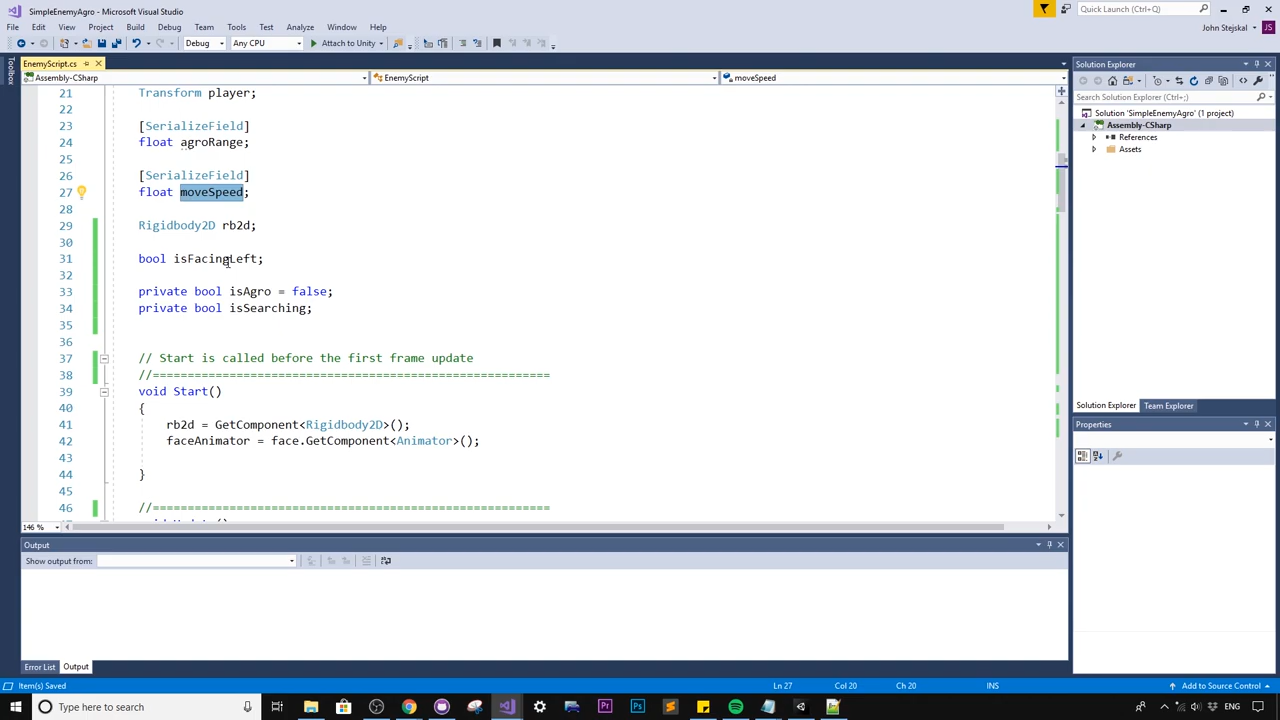 SimpleEnemyAgro - Microsoft Visual Studio
Quick Launch (Ctrl+Q)
File Edit View Project Build Debug Team Tools Test Analyze Window Help
John Stejskal JS
Debug Any CPU Attach to Unity
Toolbox
EnemyScript.cs
Assembly-CSharp EnemyScript moveSpeed
21 Transform player;
22
23 [SerializeField]
24 float agroRange;
25
26 [SerializeField]
27 float moveSpeed;
28
29 Rigidbody2D rb2d;
30
31 bool isFacingLeft;
32
33 private bool isAgro = false;
34 private bool isSearching;
35
36
37 // Start is called before the first frame update
38 //==========================================================
39 void Start()
40 {
41 rb2d = GetComponent<Rigidbody2D>();
42 faceAnimator = face.GetComponent<Animator>();
43
44 }
45
46 //==========================================================
146 %
Solution Explorer
Search Solution Explorer (Ctrl+;)
Solution 'SimpleEnemyAgro' (1 project)
Assembly-CSharp
References
Assets
Solution Explorer Team Explorer
Properties
Output
Show output from:
Error List Output
Item(s) Saved Ln 27 Col 20 Ch 20 INS Add to Source Control
Type here to search Pr Ps 2:20 PM